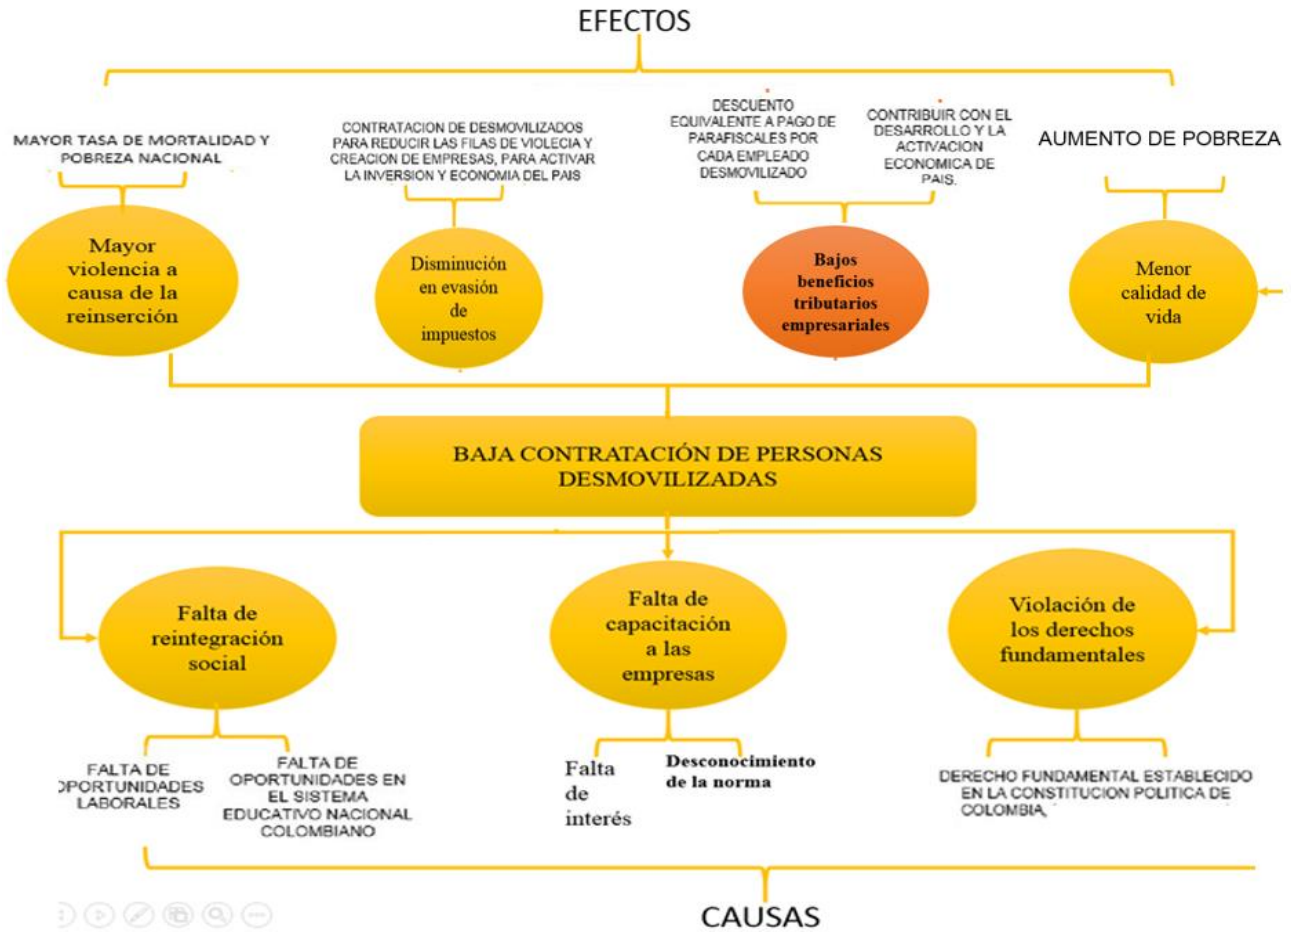 EFECTOS
MAYOR TASA DE MORTALIDAD Y
POBREZA NACIONAL
CONTRATACION DE DESMOVILIZADOS
PARA REDUCIR LAS FILAS DE VIOLECIA Y
CREACION DE EMPRESAS, PARA ACTIVAR
LA INVERSION Y ECONOMIA DEL PAIS
DESCUENTO
EQUIVALENTE A PAGO DE
PARAFISCALES POR
CADA EMPLEADO
DESMOVILIZADO
CONTRIBUIR CON EL
DESARROLLO Y LA
ACTIVACION
ECONOMICA DE
PAIS.
AUMENTO DE POBREZA
Mayor
violencia a
causa de la
reinserción
Disminución
en evasión
de
impuestos
Bajos
beneficios
tributarios
empresariales
Menor
calidad de
vida
BAJA CONTRATACIÓN DE PERSONAS
DESMOVILIZADAS
Falta de
reintegración
social
Falta de
capacitación
a las
empresas
Violación de
los derechos
fundamentales
FALTA DE
OPORTUNIDADES
LABORALES
FALTA DE
OPORTUNIDADES EN
EL SISTEMA
EDUCATIVO NACIONAL
COLOMBIANO
Falta
de
interés
Desconocimiento
de la norma
DERECHO FUNDAMENTAL ESTABLECIDO
EN LA CONSTITUCION POLITICA DE
COLOMBIA,
CAUSAS